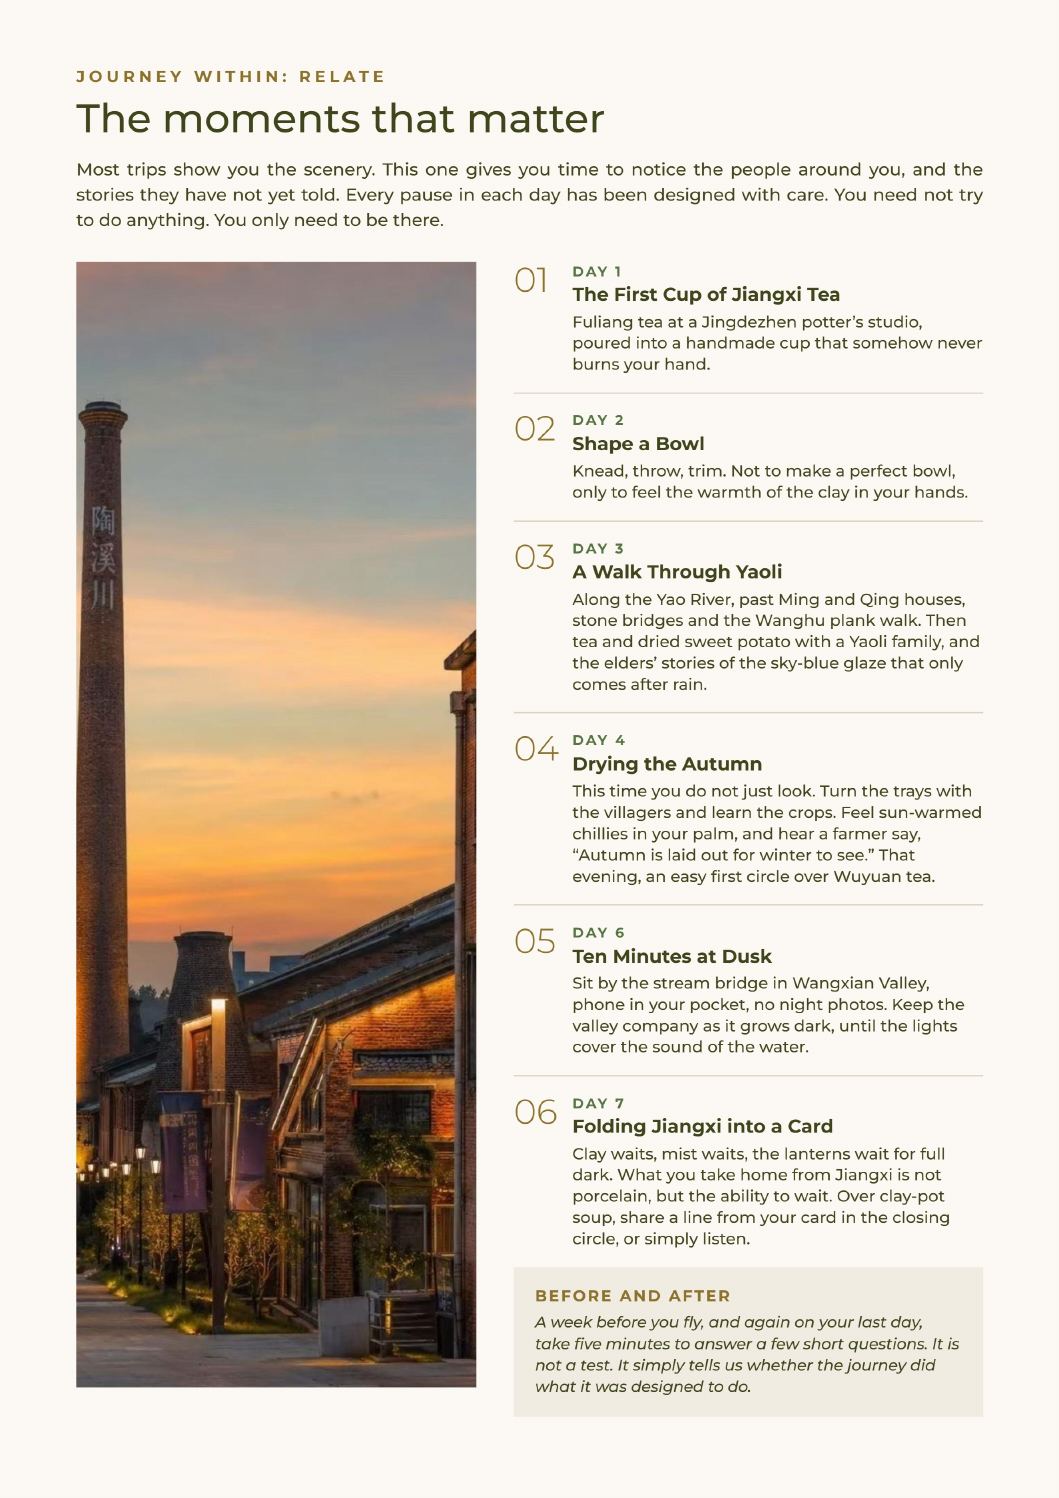 JOURNEY WITHIN: RELATE
The moments that matter
Most trips show you the scenery. This one gives you time to notice the people around you, and the
stories they have not yet told. Every pause in each day has been designed with care. You need not try
to do anything. You only need to be there.
陶
溪
川
01
DAY 1
The First Cup of Jiangxi Tea
Fuliang tea at a Jingdezhen potter’s studio,
poured into a handmade cup that somehow never
burns your hand.
02
DAY 2
Shape a Bowl
Knead, throw, trim. Not to make a perfect bowl,
only to feel the warmth of the clay in your hands.
03
DAY 3
A Walk Through Yaoli
Along the Yao River, past Ming and Qing houses,
stone bridges and the Wanghu plank walk. Then
tea and dried sweet potato with a Yaoli family, and
the elders’ stories of the sky-blue glaze that only
comes after rain.
04
DAY 4
Drying the Autumn
This time you do not just look. Turn the trays with
the villagers and learn the crops. Feel sun-warmed
chillies in your palm, and hear a farmer say,
“Autumn is laid out for winter to see.” That
evening, an easy first circle over Wuyuan tea.
05
DAY 6
Ten Minutes at Dusk
Sit by the stream bridge in Wangxian Valley,
phone in your pocket, no night photos. Keep the
valley company as it grows dark, until the lights
cover the sound of the water.
06
DAY 7
Folding Jiangxi into a Card
Clay waits, mist waits, the lanterns wait for full
dark. What you take home from Jiangxi is not
porcelain, but the ability to wait. Over clay-pot
soup, share a line from your card in the closing
circle, or simply listen.
BEFORE AND AFTER
A week before you fly, and again on your last day,
take five minutes to answer a few short questions. It is
not a test. It simply tells us whether the journey did
what it was designed to do.